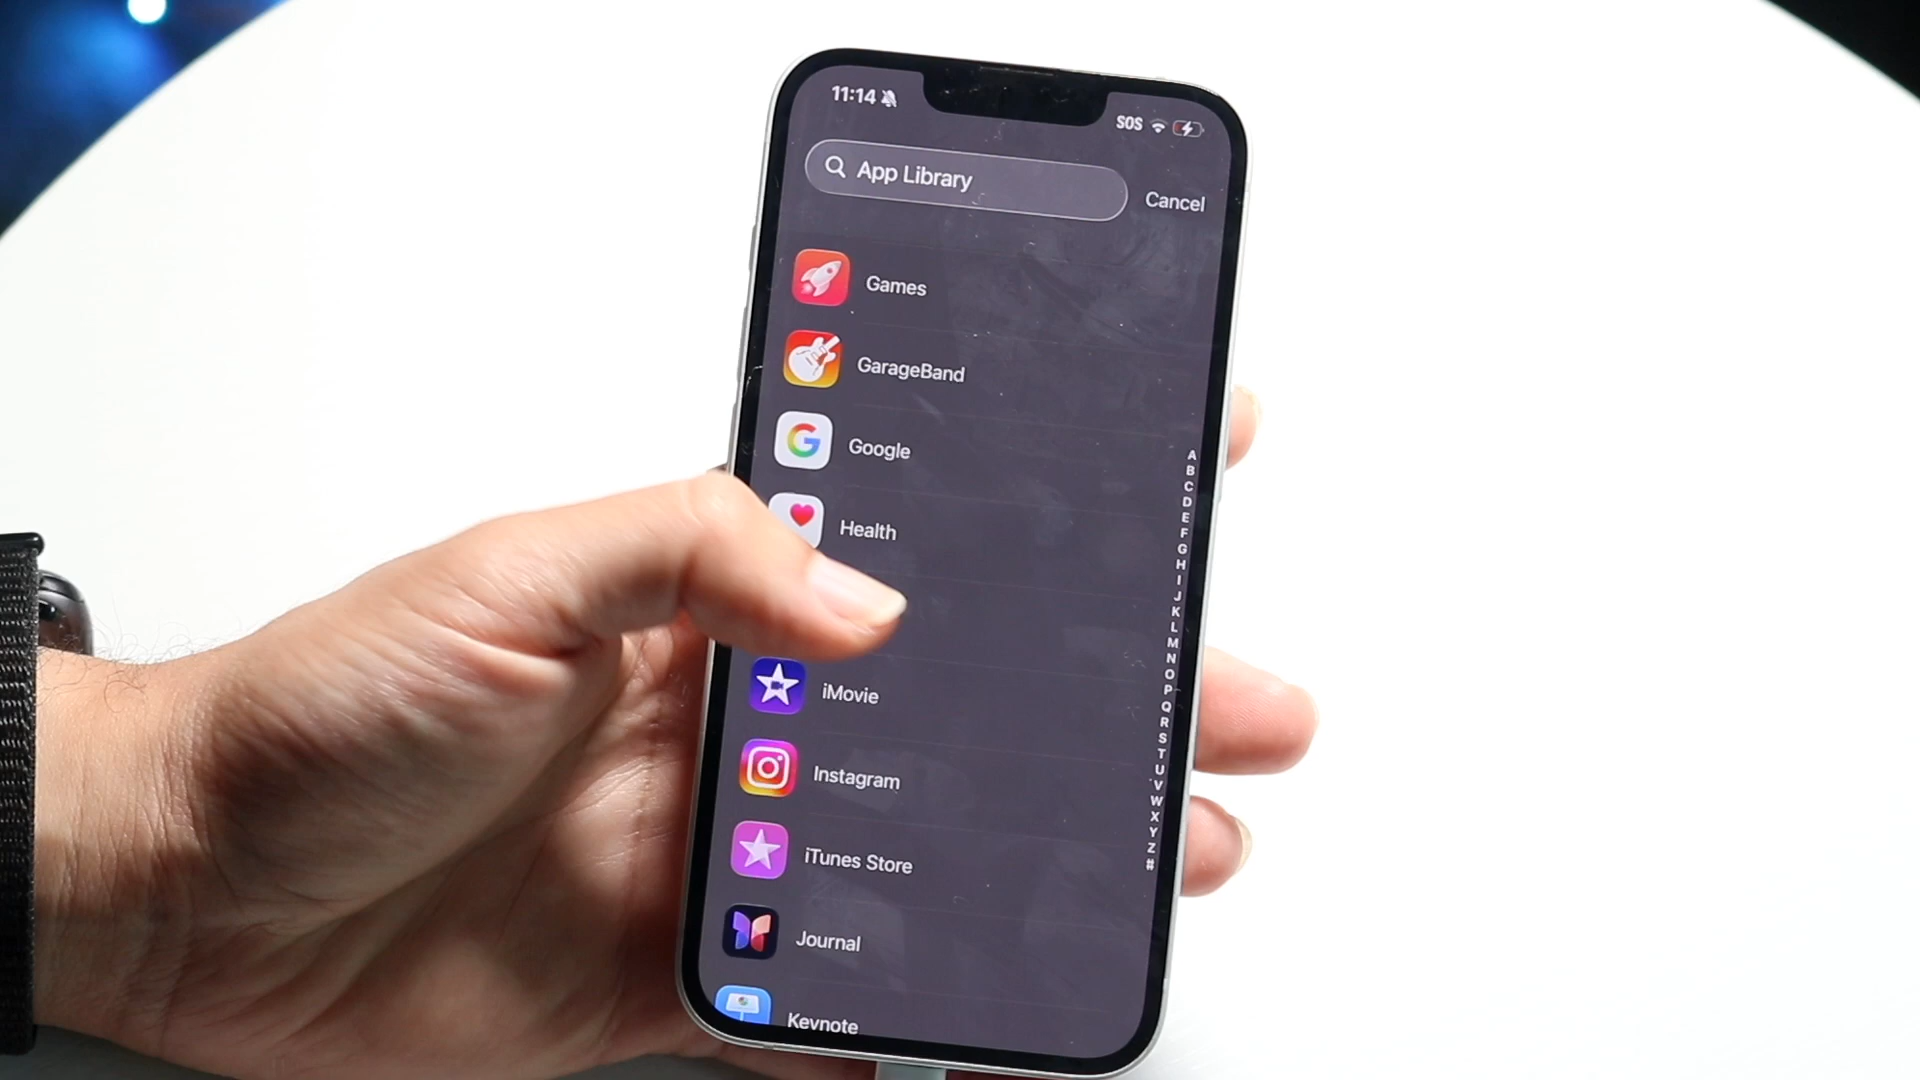 11:14
SOS
App Library
Cancel
Games
GarageBand
Google
Health
iMovie
Instagram
iTunes Store
Journal
Keynote
A
B
C
D
E
F
G
H
I
J
K
L
M
N
O
P
Q
R
S
T
U
V
W
X
Y
Z
#